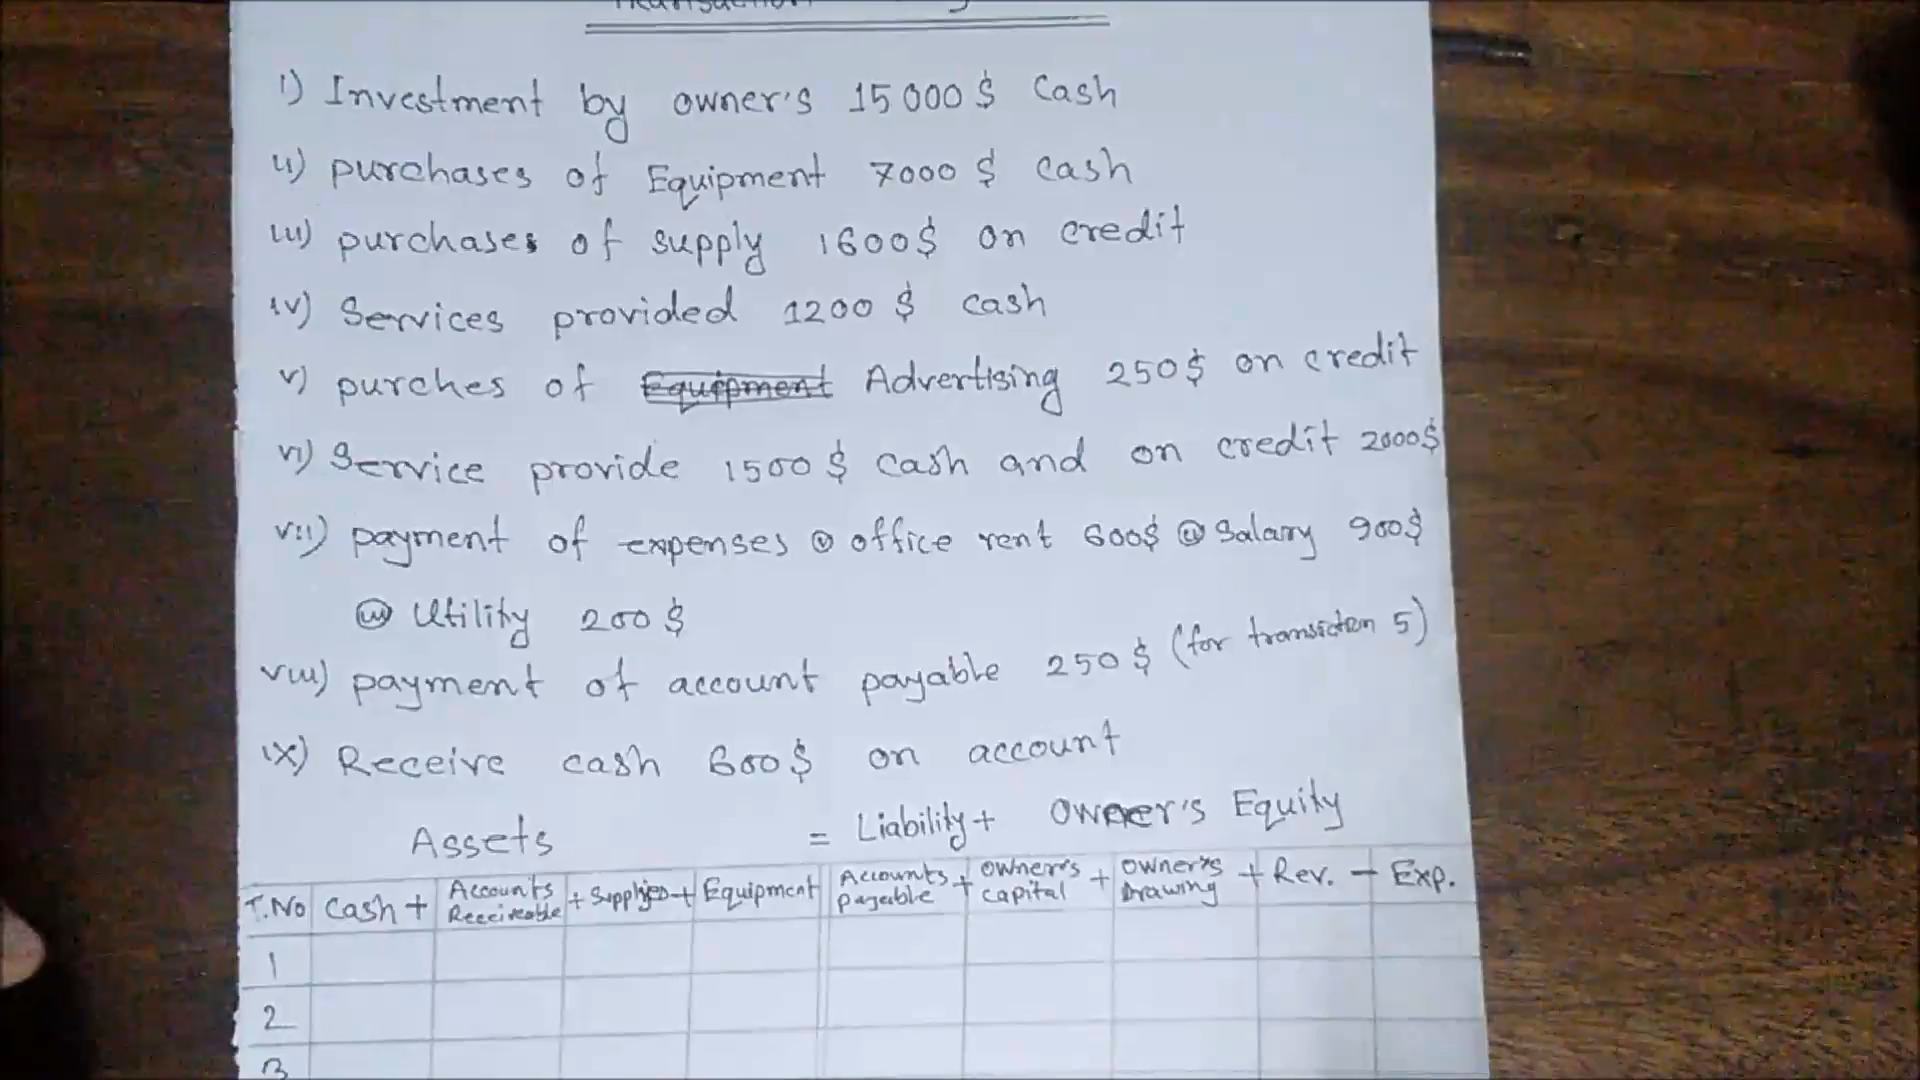 Transaction
i) Investment by owner's 15000 $ Cash
ii) purchases of Equipment 7000 $ cash
iii) purchases of supply 1600$ on credit
iv) Services provided 1200 $ cash
v) purches of Equipment Advertising 250$ on credit
vi) Service provide 1500 $ cash and on credit 2000$
vii) payment of expenses (i) office rent 600$ (ii) Salary 900$
(iii) Utility 200 $
viii) payment of account payable 250 $ (for transiction 5)
ix) Receive cash 600 $ on account
Assets = Liability + Owner's Equity
T.No Cash + Accounts Receiveable + Supplies + Equipment Accounts payable + Owner's capital + Owner's Drawing + Rev. - Exp.
1
2
3